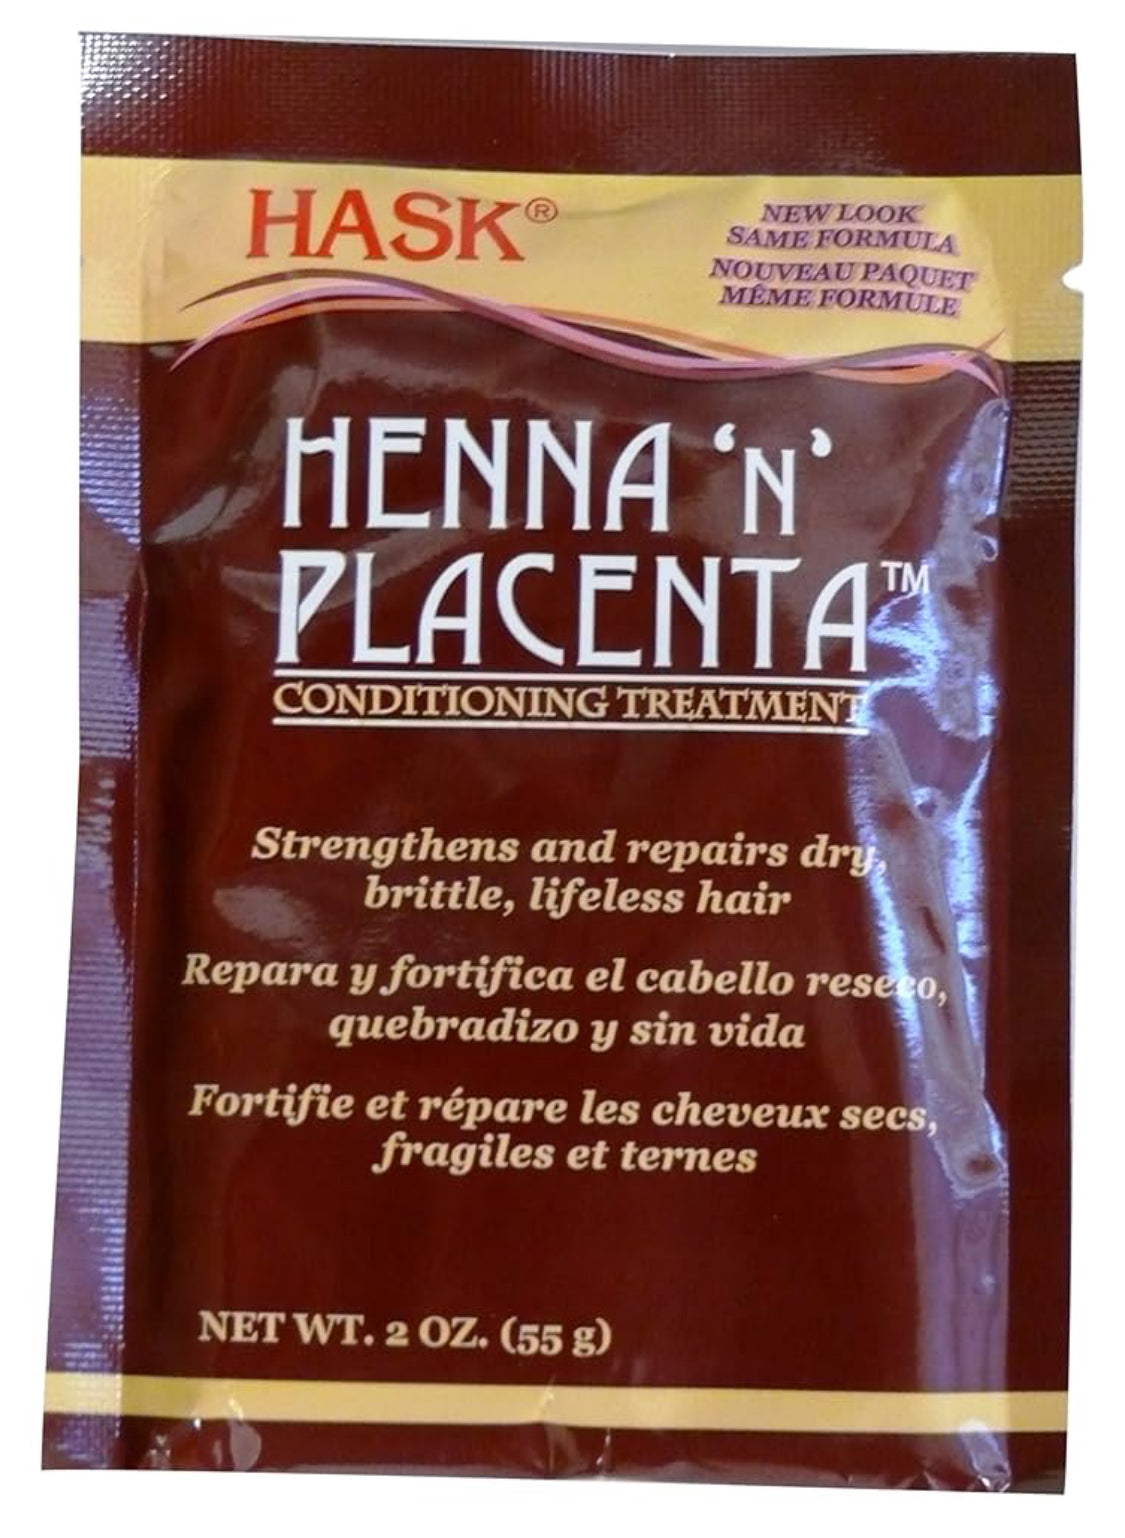 HASK®
NEW LOOK
SAME FORMULA
NOUVEAU PAQUET
MÊME FORMULE
HENNA ‘N’
PLACENTA™
CONDITIONING TREATMENT
Strengthens and repairs dry,
brittle, lifeless hair
Repara y fortifica el cabello reseco,
quebradizo y sin vida
Fortifie et répare les cheveux secs,
fragiles et ternes
NET WT. 2 OZ. (55 g)